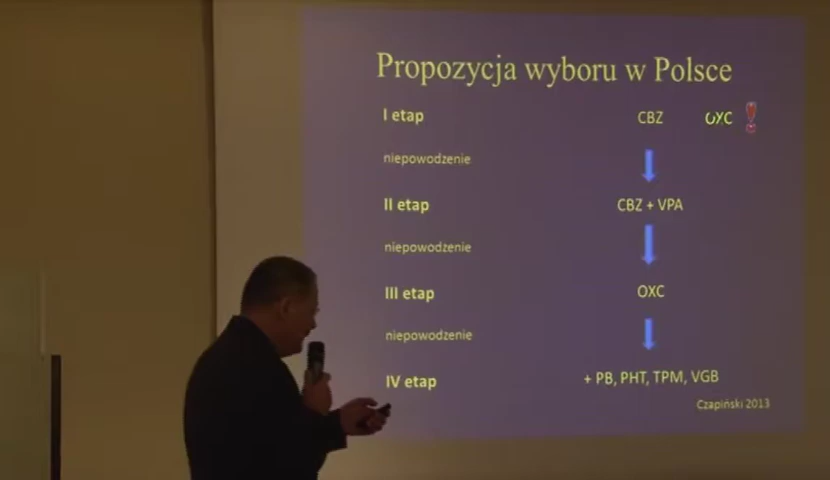 Propozycja wyboru w Polsce
I etap CBZ OYC
niepowodzenie
II etap CBZ + VPA
niepowodzenie
III etap OXC
niepowodzenie
IV etap + PB, PHT, TPM, VGB
Czapiński 2013